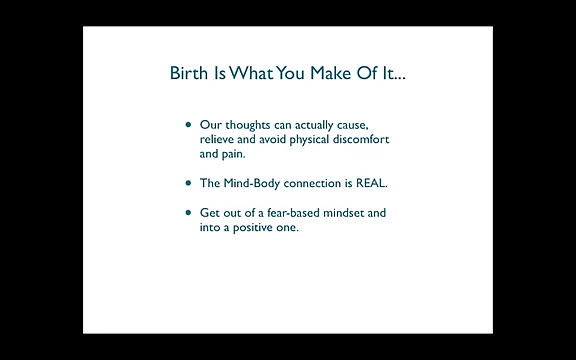 Birth Is What You Make Of It...
• Our thoughts can actually cause,
relieve and avoid physical discomfort
and pain.
• The Mind-Body connection is REAL.
• Get out of a fear-based mindset and
into a positive one.